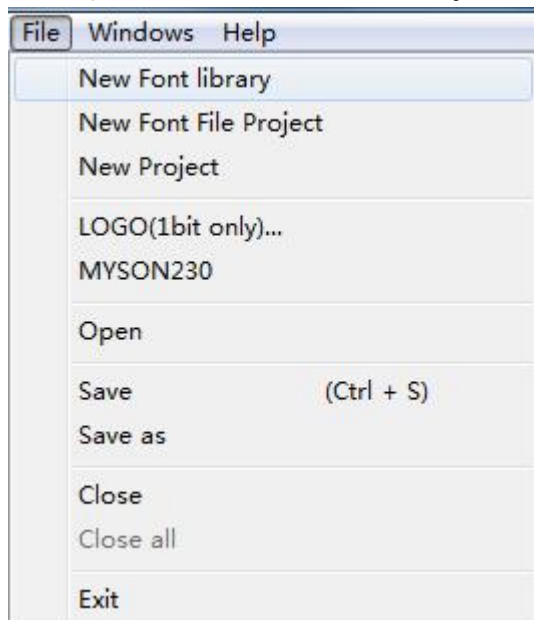 File Windows Help
New Font library
New Font File Project
New Project
LOGO(1bit only)...
MYSON230
Open
Save (Ctrl + S)
Save as
Close
Close all
Exit